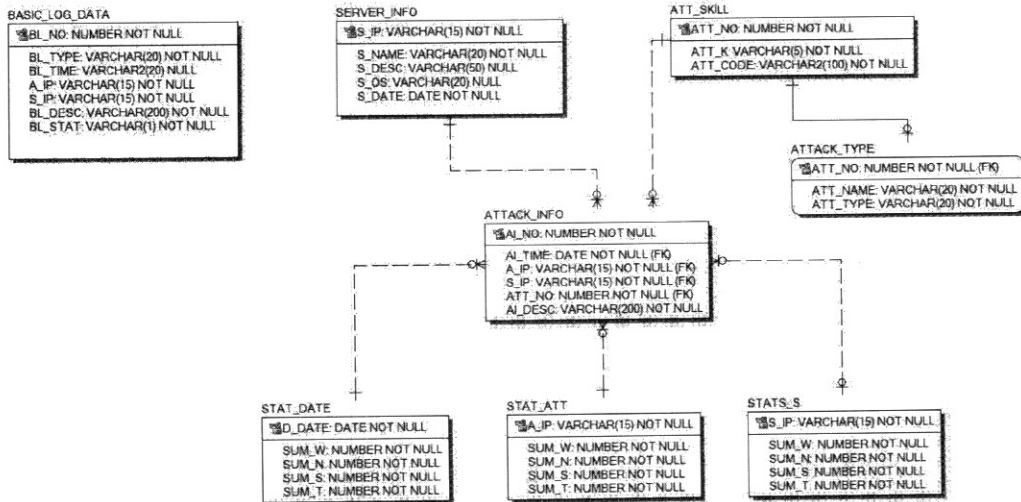 BASIC_LOG_DATA
BL_NO: NUMBER NOT NULL
BL_TYPE: VARCHAR(20) NOT NULL
BL_TIME: VARCHAR2(20) NULL
A_IP: VARCHAR(15) NOT NULL
S_IP: VARCHAR(15) NOT NULL
BL_DESC: VARCHAR(200) NOT NULL
BL_STAT: VARCHAR(1) NOT NULL
SERVER_INFO
S_IP: VARCHAR(15) NOT NULL
S_NAME: VARCHAR(20) NOT NULL
S_DESC: VARCHAR(50) NULL
S_OS: VARCHAR(20) NULL
S_DATE: DATE NOT NULL
ATT_SKILL
ATT_NO: NUMBER NOT NULL
ATT_K: VARCHAR(5) NOT NULL
ATT_CODE: VARCHAR2(100) NOT NULL
ATTACK_TYPE
ATT_NO: NUMBER NOT NULL (FK)
ATT_NAME: VARCHAR(20) NOT NULL
ATT_TYPE: VARCHAR(20) NOT NULL
ATTACK_INFO
AI_NO: NUMBER NOT NULL
AI_TIME: DATE NOT NULL (FK)
A_IP: VARCHAR(15) NOT NULL (FK)
S_IP: VARCHAR(15) NOT NULL (FK)
ATT_NO: NUMBER NOT NULL (FK)
AI_DESC: VARCHAR(200) NOT NULL
STAT_DATE
D_DATE: DATE NOT NULL
SUM_W: NUMBER NOT NULL
SUM_N: NUMBER NOT NULL
SUM_S: NUMBER NOT NULL
SUM_T: NUMBER NOT NULL
STAT_ATT
A_IP: VARCHAR(15) NOT NULL
SUM_W: NUMBER NOT NULL
SUM_N: NUMBER NOT NULL
SUM_S: NUMBER NOT NULL
SUM_T: NUMBER NOT NULL
STATS_S
S_IP: VARCHAR(15) NOT NULL
SUM_W: NUMBER NOT NULL
SUM_N: NUMBER NOT NULL
SUM_S: NUMBER NOT NULL
SUM_T: NUMBER NOT NULL